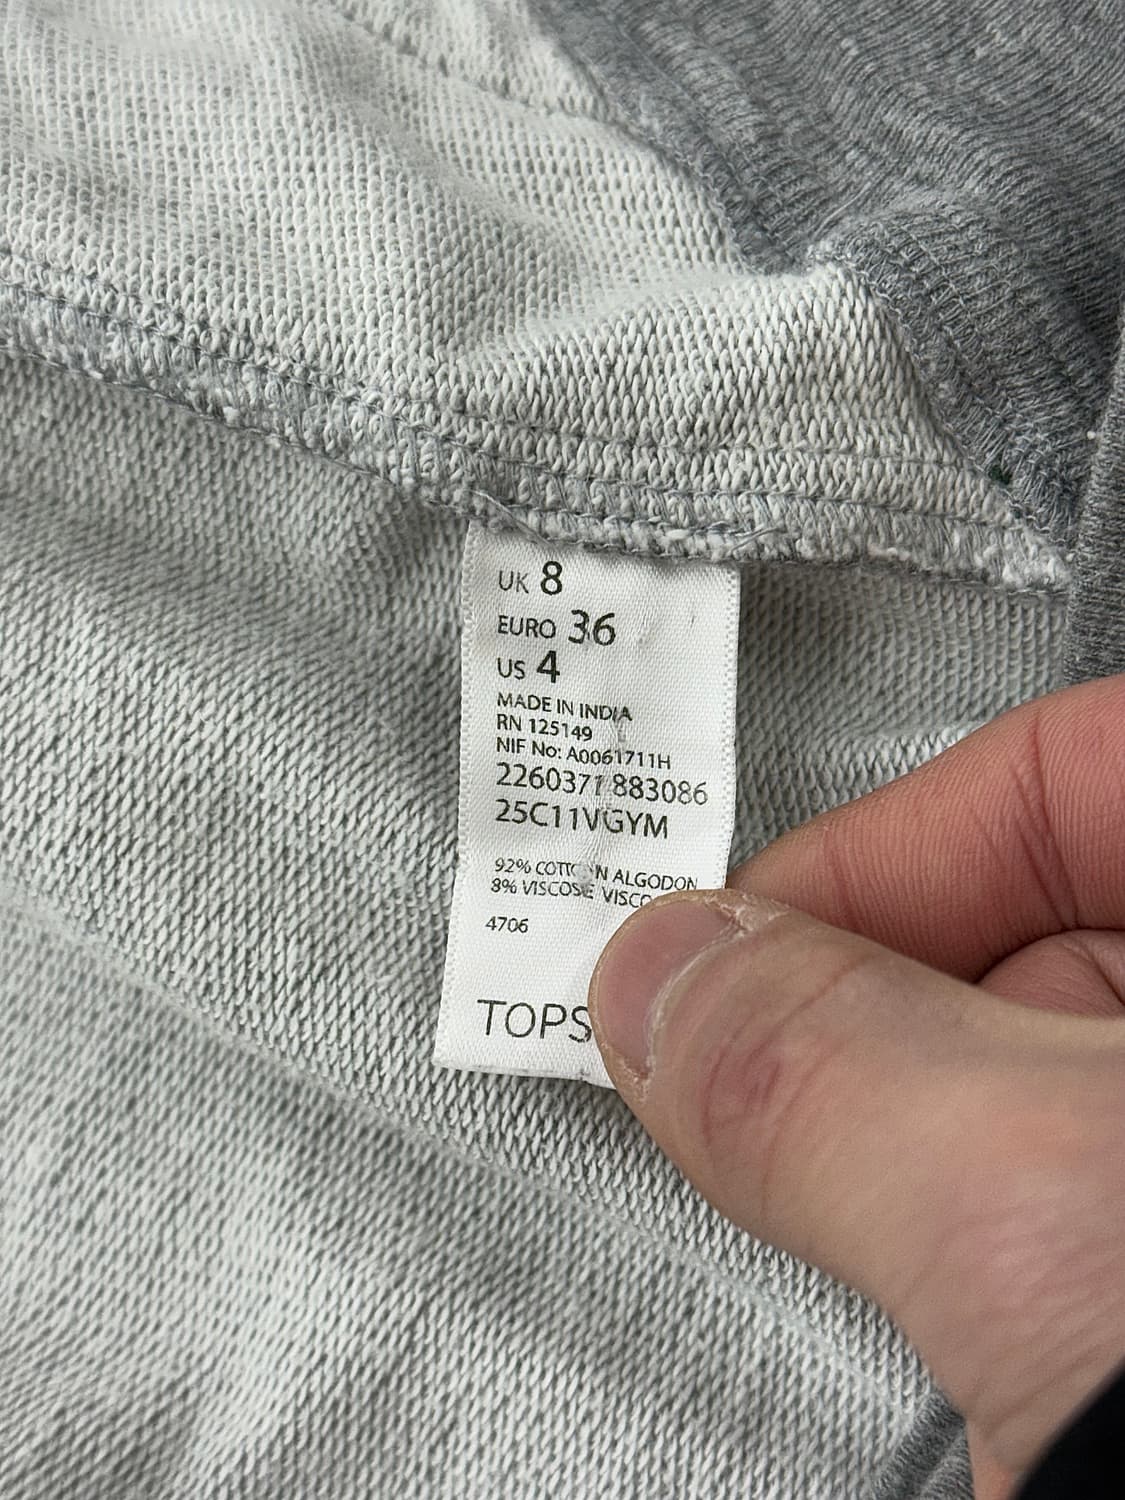 UK 8
EURO 36
US 4
MADE IN INDIA
RN 125149
NIF No: A0061711H
2260371 883086
25C11VGYM
92% COTTON ALGODON
8% VISCOSE
4706
TOPS